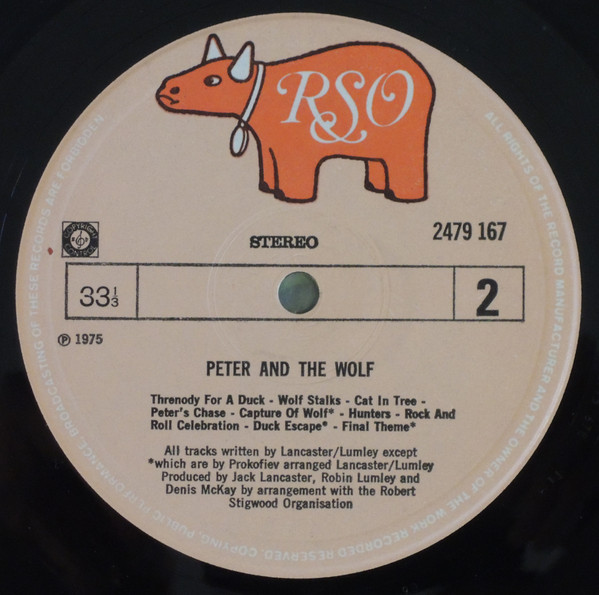 RSO
COPYRIGHT CONTROL
STEREO
2479 167
33 1/3
2
℗ 1975
PETER AND THE WOLF
Threnody For A Duck - Wolf Stalks - Cat In Tree -
Peter's Chase - Capture Of Wolf* - Hunters - Rock And
Roll Celebration - Duck Escape* - Final Theme*
All tracks written by Lancaster/Lumley except
*which are by Prokofiev arranged Lancaster/Lumley
Produced by Jack Lancaster, Robin Lumley and
Denis McKay by arrangement with the Robert
Stigwood Organisation
ALL RIGHTS OF THE RECORD MANUFACTURER AND THE OWNER OF THE WORK RECORDED RESERVED. COPYING, PUBLIC PERFORMANCE, BROADCASTING OF THESE RECORDS ARE FORBIDDEN